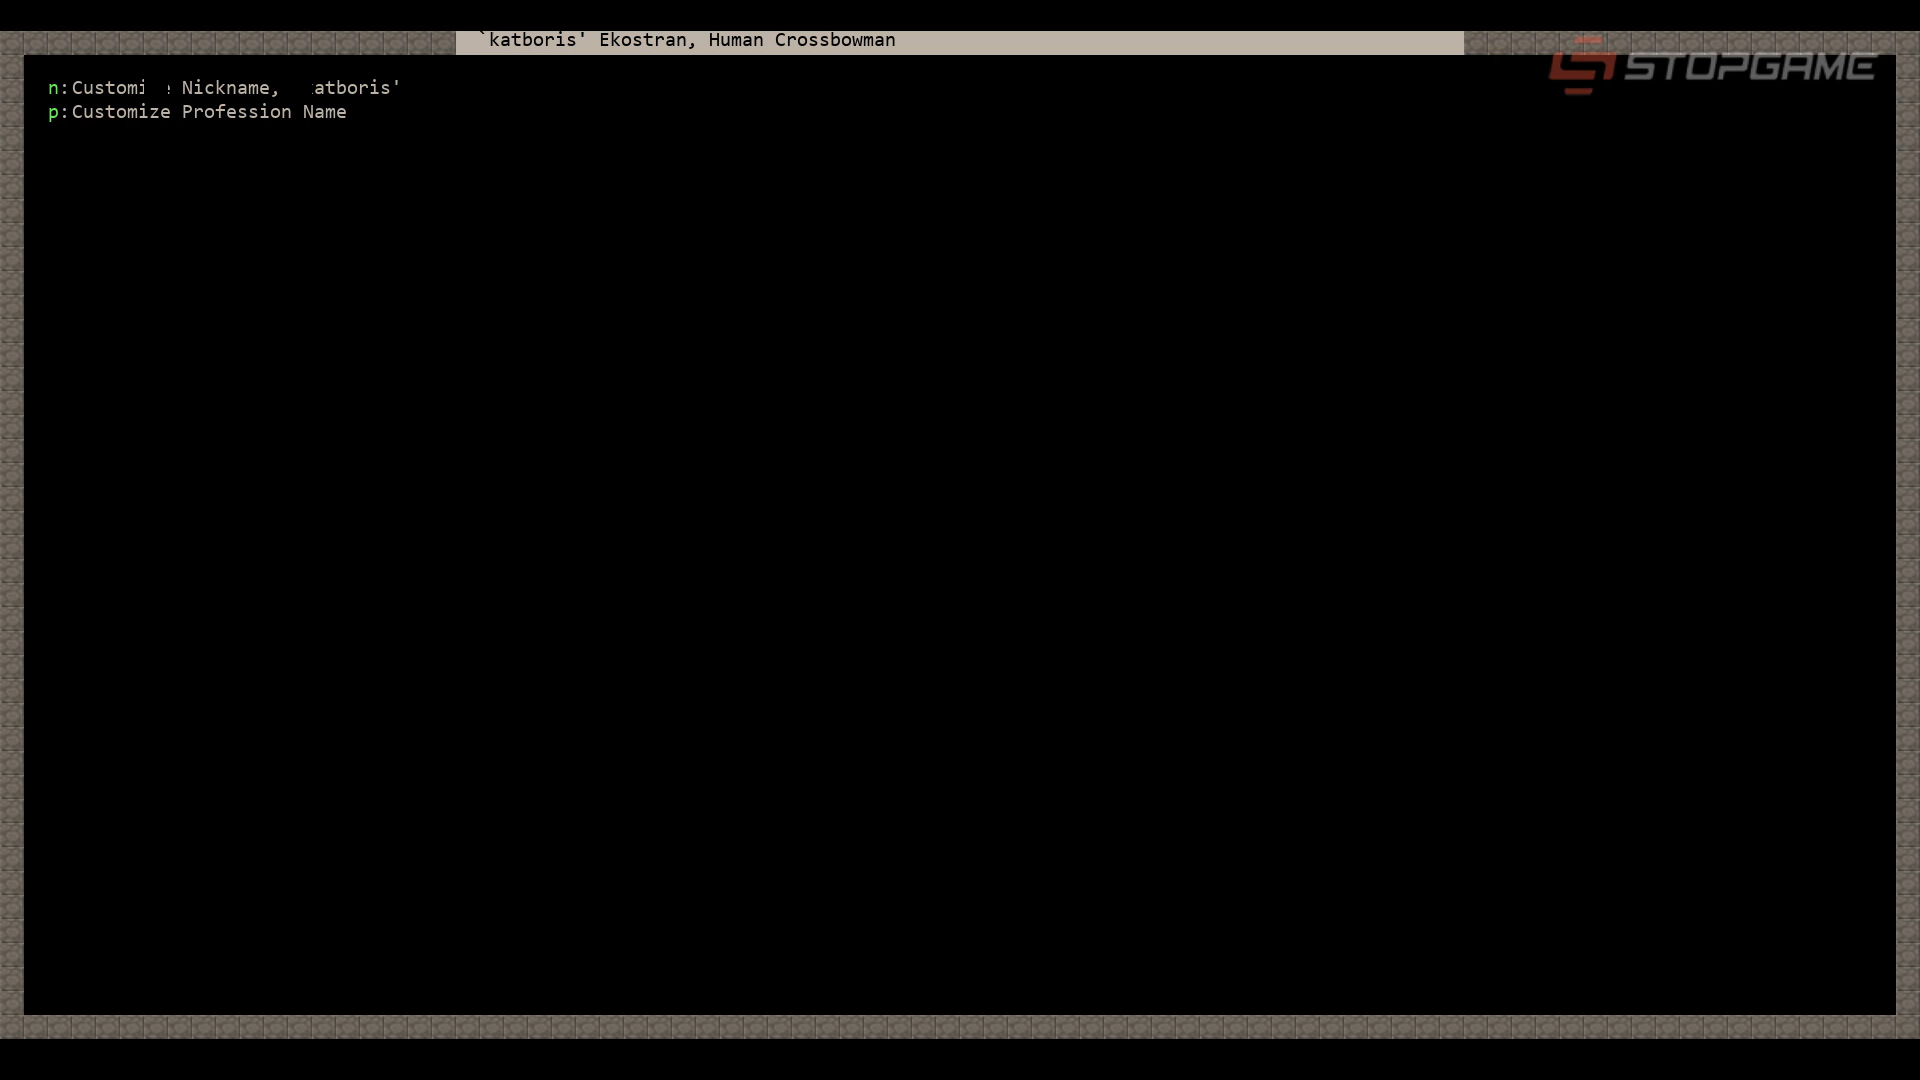 `katboris' Ekostran, Human Crossbowman
STOPGAME
n:Customi e Nickname, atboris'
p:Customize Profession Name